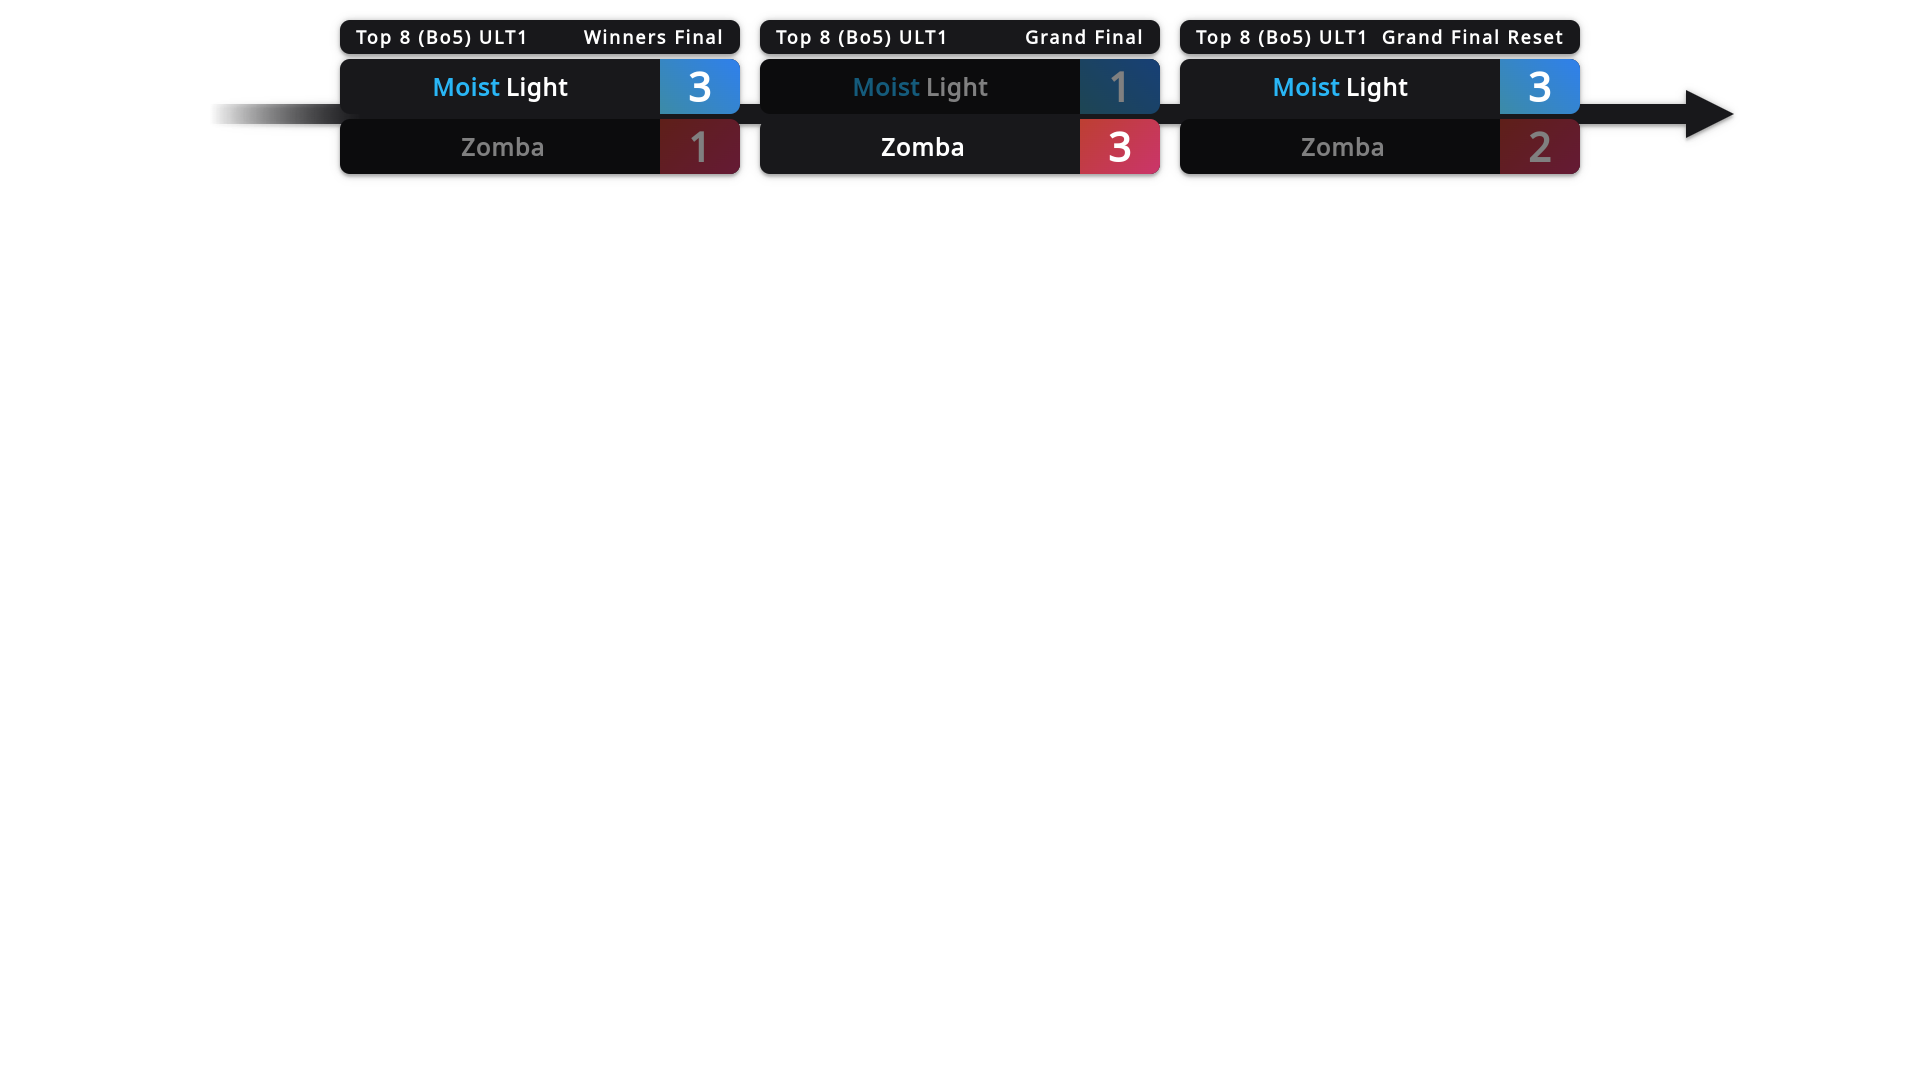 Top 8 (Bo5) ULT1 Winners Final
Moist Light 3
Zomba 1
Top 8 (Bo5) ULT1 Grand Final
Moist Light 1
Zomba 3
Top 8 (Bo5) ULT1 Grand Final Reset
Moist Light 3
Zomba 2